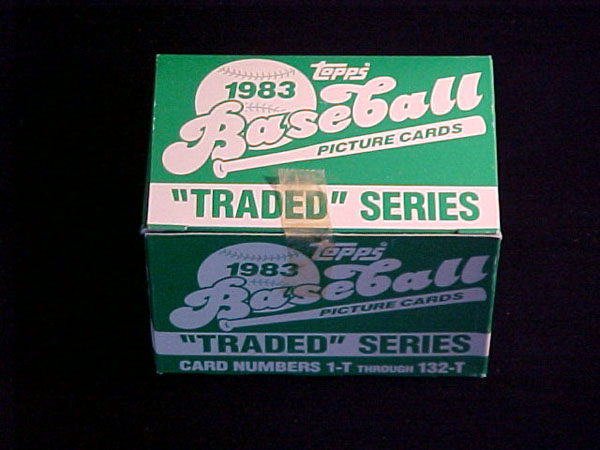 Topps
1983
Baseball
PICTURE CARDS
"TRADED" SERIES
Topps
1983
Baseball
PICTURE CARDS
"TRADED" SERIES
CARD NUMBERS 1-T THROUGH 132-T